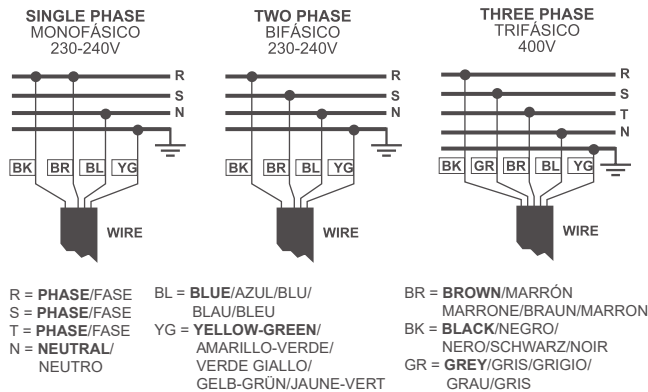 SINGLE PHASE
MONOFÁSICO
230-240V
R
S
N
BK BR BL YG
WIRE
TWO PHASE
BIFÁSICO
230-240V
R
S
N
BK BR BL YG
WIRE
THREE PHASE
TRIFÁSICO
400V
R
S
T
N
BK GR BR BL YG
WIRE
R = PHASE/FASE
S = PHASE/FASE
T = PHASE/FASE
N = NEUTRAL/
NEUTRO
BL = BLUE/AZUL/BLU/
BLAU/BLEU
YG = YELLOW-GREEN/
AMARILLO-VERDE/
VERDE GIALLO/
GELB-GRÜN/JAUNE-VERT
BR = BROWN/MARRÓN
MARRONE/BRAUN/MARRON
BK = BLACK/NEGRO/
NERO/SCHWARZ/NOIR
GR = GREY/GRIS/GRIGIO/
GRAU/GRIS